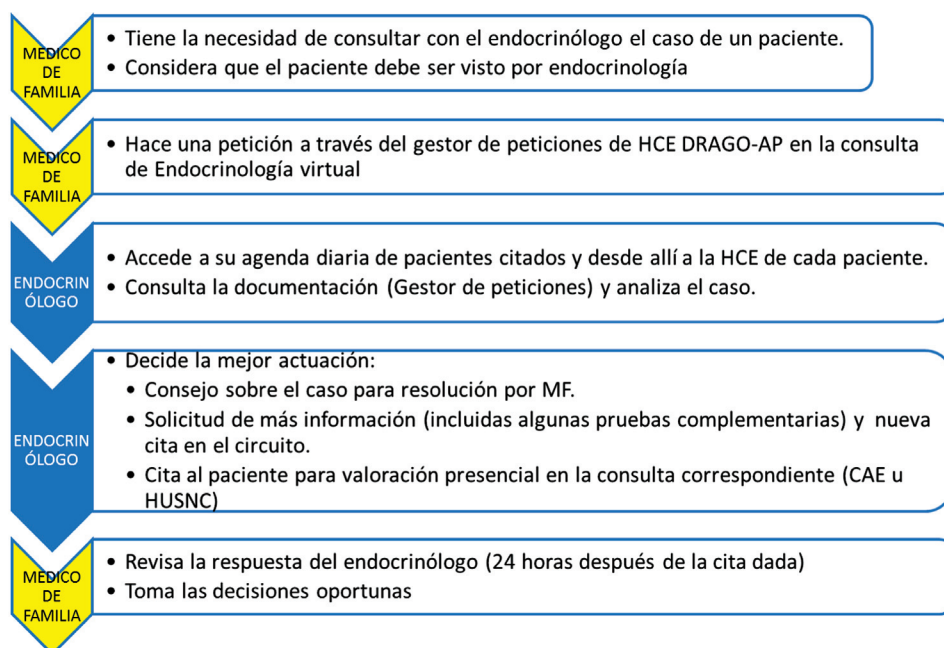 MEDICO
DE
FAMILIA
• Tiene la necesidad de consultar con el endocrinólogo el caso de un paciente.
• Considera que el paciente debe ser visto por endocrinología
MEDICO
DE
FAMILIA
• Hace una petición a través del gestor de peticiones de HCE DRAGO-AP en la consulta
de Endocrinología virtual
ENDOCRIN
ÓLOGO
• Accede a su agenda diaria de pacientes citados y desde allí a la HCE de cada paciente.
• Consulta la documentación (Gestor de peticiones) y analiza el caso.
ENDOCRIN
ÓLOGO
• Decide la mejor actuación:
• Consejo sobre el caso para resolución por MF.
• Solicitud de más información (incluidas algunas pruebas complementarias) y nueva
cita en el circuito.
• Cita al paciente para valoración presencial en la consulta correspondiente (CAE u
HUSNC)
MEDICO
DE
FAMILIA
• Revisa la respuesta del endocrinólogo (24 horas después de la cita dada)
• Toma las decisiones oportunas